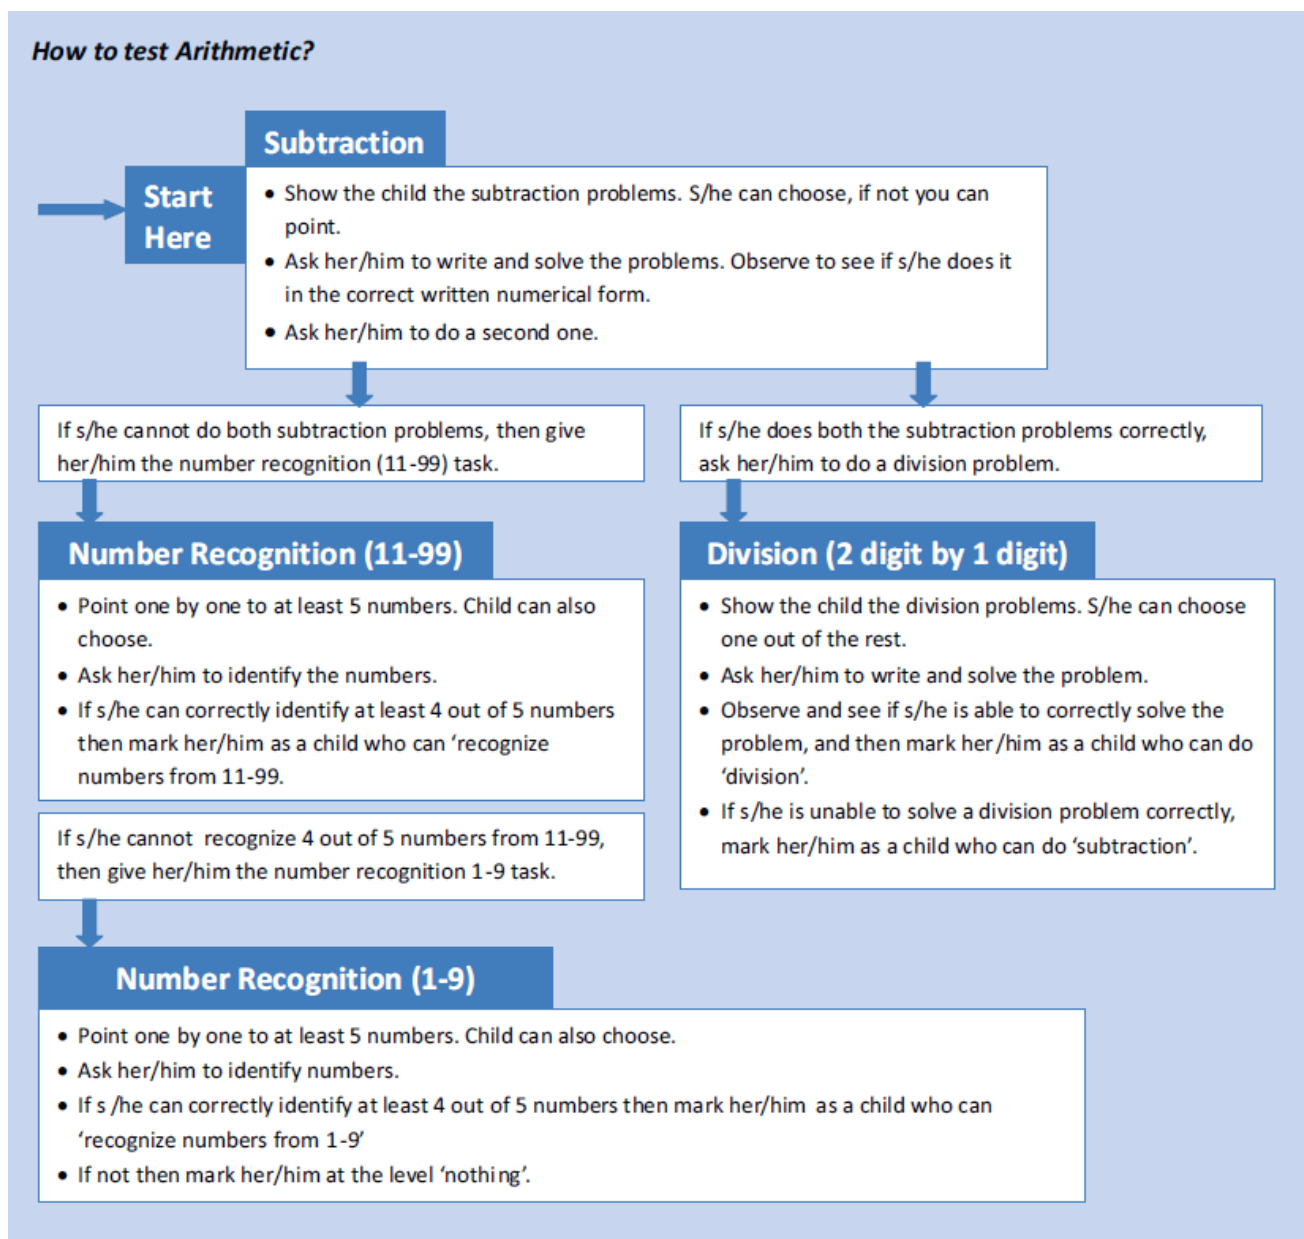 How to test Arithmetic?
Subtraction
Start
Here
• Show the child the subtraction problems. S/he can choose, if not you can
point.
• Ask her/him to write and solve the problems. Observe to see if s/he does it
in the correct written numerical form.
• Ask her/him to do a second one.
If s/he cannot do both subtraction problems, then give
her/him the number recognition (11-99) task.
If s/he does both the subtraction problems correctly,
ask her/him to do a division problem.
Number Recognition (11-99)
• Point one by one to at least 5 numbers. Child can also
choose.
• Ask her/him to identify the numbers.
• If s/he can correctly identify at least 4 out of 5 numbers
then mark her/him as a child who can ‘recognize
numbers from 11-99.
If s/he cannot recognize 4 out of 5 numbers from 11-99,
then give her/him the number recognition 1-9 task.
Division (2 digit by 1 digit)
• Show the child the division problems. S/he can choose
one out of the rest.
• Ask her/him to write and solve the problem.
• Observe and see if s/he is able to correctly solve the
problem, and then mark her/him as a child who can do
‘division’.
• If s/he is unable to solve a division problem correctly,
mark her/him as a child who can do ‘subtraction’.
Number Recognition (1-9)
• Point one by one to at least 5 numbers. Child can also choose.
• Ask her/him to identify numbers.
• If s /he can correctly identify at least 4 out of 5 numbers then mark her/him as a child who can
‘recognize numbers from 1-9’
• If not then mark her/him at the level ‘nothing’.